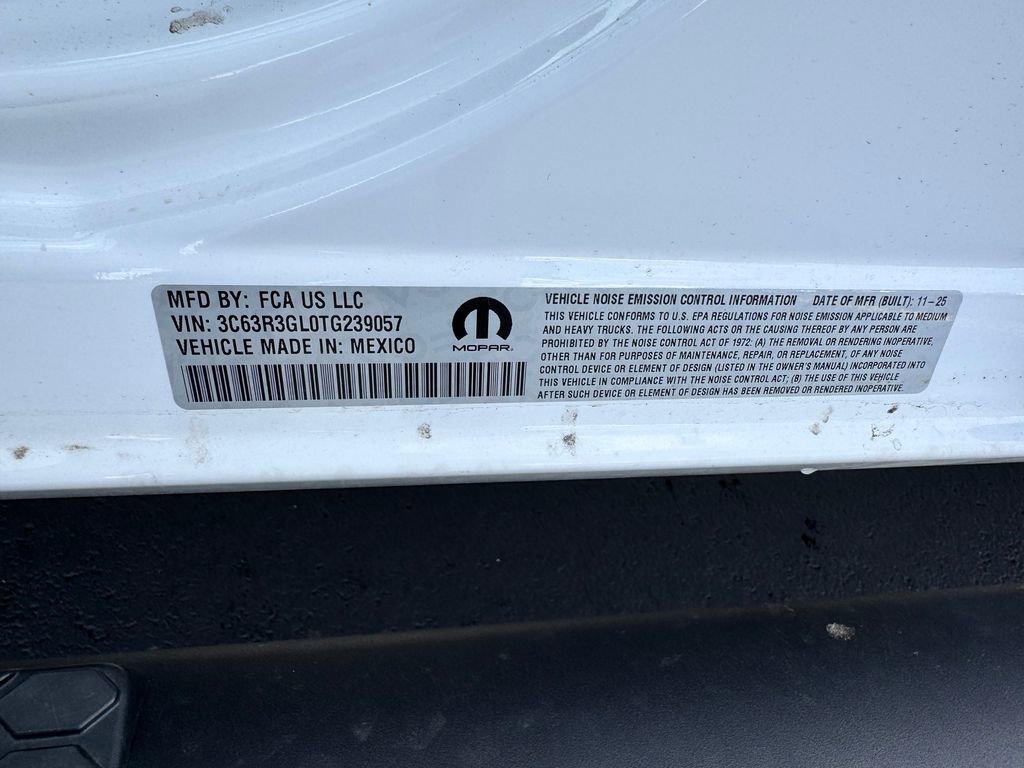 MFD BY: FCA US LLC
VIN: 3C63R3GL0TG239057
VEHICLE MADE IN: MEXICO
MOPAR
VEHICLE NOISE EMISSION CONTROL INFORMATION DATE OF MFR (BUILT): 11-25
THIS VEHICLE CONFORMS TO U.S. EPA REGULATIONS FOR NOISE EMISSION APPLICABLE TO MEDIUM
AND HEAVY TRUCKS. THE FOLLOWING ACTS OR THE CAUSING THEREOF BY ANY PERSON ARE
PROHIBITED BY THE NOISE CONTROL ACT OF 1972: (A) THE REMOVAL OR RENDERING INOPERATIVE,
OTHER THAN FOR PURPOSES OF MAINTENANCE, REPAIR, OR REPLACEMENT, OF ANY NOISE
CONTROL DEVICE OR ELEMENT OF DESIGN (LISTED IN THE OWNER'S MANUAL) INCORPORATED INTO
THIS VEHICLE IN COMPLIANCE WITH THE NOISE CONTROL ACT; (B) THE USE OF THIS VEHICLE
AFTER SUCH DEVICE OR ELEMENT OF DESIGN HAS BEEN REMOVED OR RENDERED INOPERATIVE.